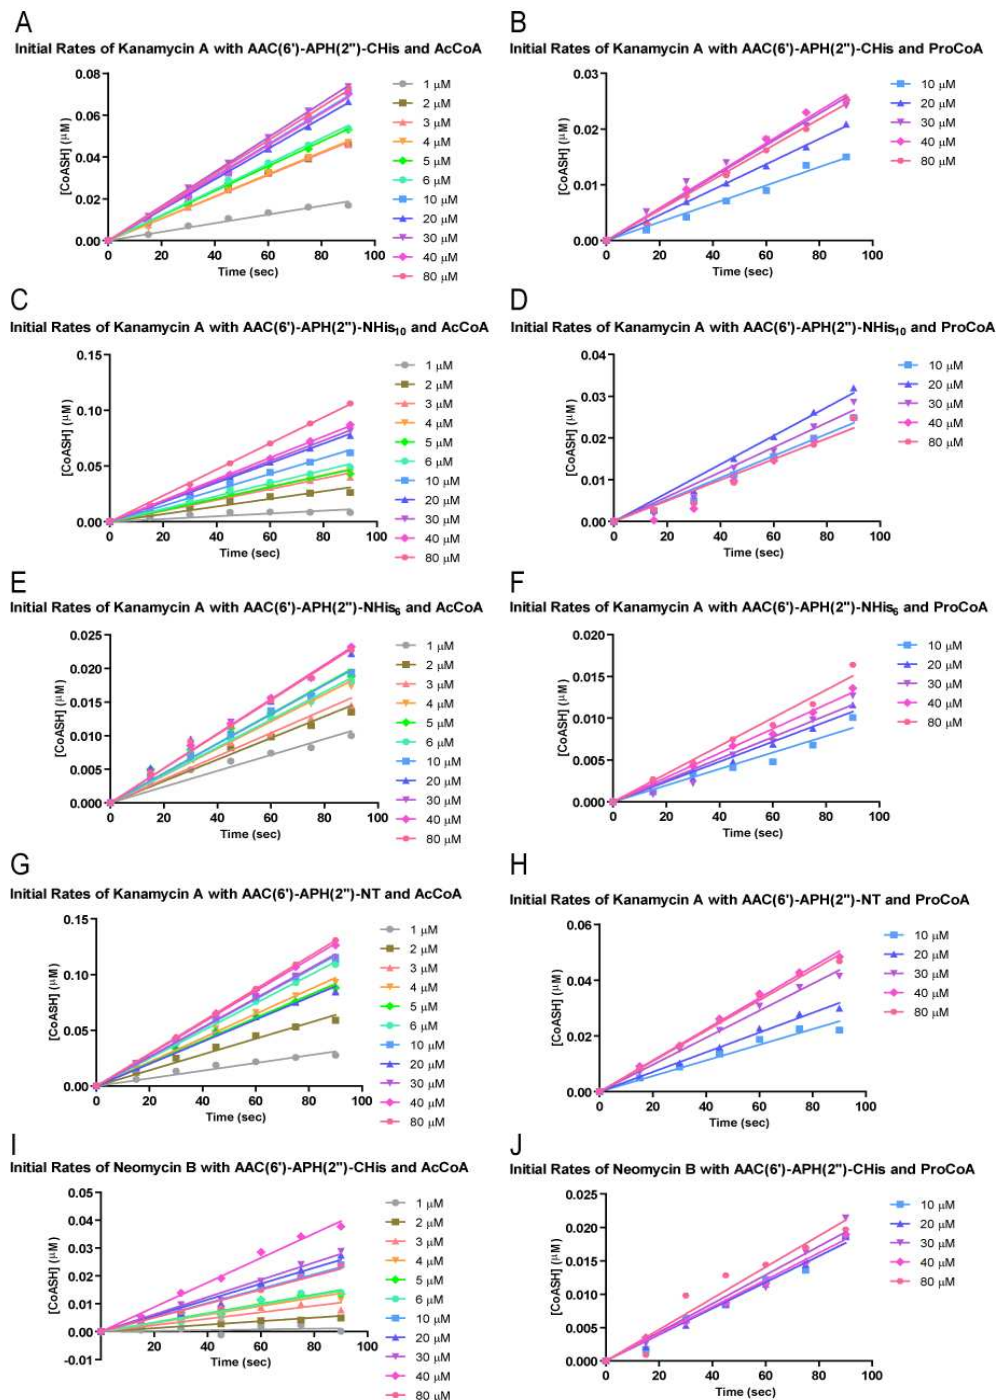 A
Initial Rates of Kanamycin A with AAC(6')-APH(2'')-CHis and AcCoA
0.08
0.06
0.04
0.02
0.00
[CoASH] (µM)
0 20 40 60 80 100
Time (sec)
1 µM
2 µM
3 µM
4 µM
5 µM
6 µM
10 µM
20 µM
30 µM
40 µM
80 µM
B
Initial Rates of Kanamycin A with AAC(6')-APH(2'')-CHis and ProCoA
0.03
0.02
0.01
0.00
[CoASH] (µM)
0 20 40 60 80 100
Time (sec)
10 µM
20 µM
30 µM
40 µM
80 µM
C
Initial Rates of Kanamycin A with AAC(6')-APH(2'')-NHis₁₀ and AcCoA
0.15
0.10
0.05
0.00
[CoASH] (µM)
0 20 40 60 80 100
Time (sec)
1 µM
2 µM
3 µM
4 µM
5 µM
6 µM
10 µM
20 µM
30 µM
40 µM
80 µM
D
Initial Rates of Kanamycin A with AAC(6')-APH(2'')-NHis₁₀ and ProCoA
0.04
0.03
0.02
0.01
0.00
[CoASH] (µM)
0 20 40 60 80 100
Time (sec)
10 µM
20 µM
30 µM
40 µM
80 µM
E
Initial Rates of Kanamycin A with AAC(6')-APH(2'')-NHis₆ and AcCoA
0.025
0.020
0.015
0.010
0.005
0.000
[CoASH] (µM)
0 20 40 60 80 100
Time (sec)
1 µM
2 µM
3 µM
4 µM
5 µM
6 µM
10 µM
20 µM
30 µM
40 µM
80 µM
F
Initial Rates of Kanamycin A with AAC(6')-APH(2'')-NHis₆ and ProCoA
0.020
0.015
0.010
0.005
0.000
[CoASH] (µM)
0 20 40 60 80 100
Time (sec)
10 µM
20 µM
30 µM
40 µM
80 µM
G
Initial Rates of Kanamycin A with AAC(6')-APH(2'')-NT and AcCoA
0.15
0.10
0.05
0.00
[CoASH] (µM)
0 20 40 60 80 100
Time (sec)
1 µM
2 µM
3 µM
4 µM
5 µM
6 µM
10 µM
20 µM
30 µM
40 µM
80 µM
H
Initial Rates of Kanamycin A with AAC(6')-APH(2'')-NT and ProCoA
0.06
0.04
0.02
0.00
[CoASH] (µM)
0 20 40 60 80 100
Time (sec)
10 µM
20 µM
30 µM
40 µM
80 µM
I
Initial Rates of Neomycin B with AAC(6')-APH(2'')-CHis and AcCoA
0.05
0.04
0.03
0.02
0.01
0.00
-0.01
[CoASH] (µM)
20 40 60 80 100
Time (sec)
1 µM
2 µM
3 µM
4 µM
5 µM
6 µM
10 µM
20 µM
30 µM
40 µM
80 µM
J
Initial Rates of Neomycin B with AAC(6')-APH(2'')-CHis and ProCoA
0.025
0.020
0.015
0.010
0.005
0.000
[CoASH] (µM)
0 20 40 60 80 100
Time (sec)
10 µM
20 µM
30 µM
40 µM
80 µM